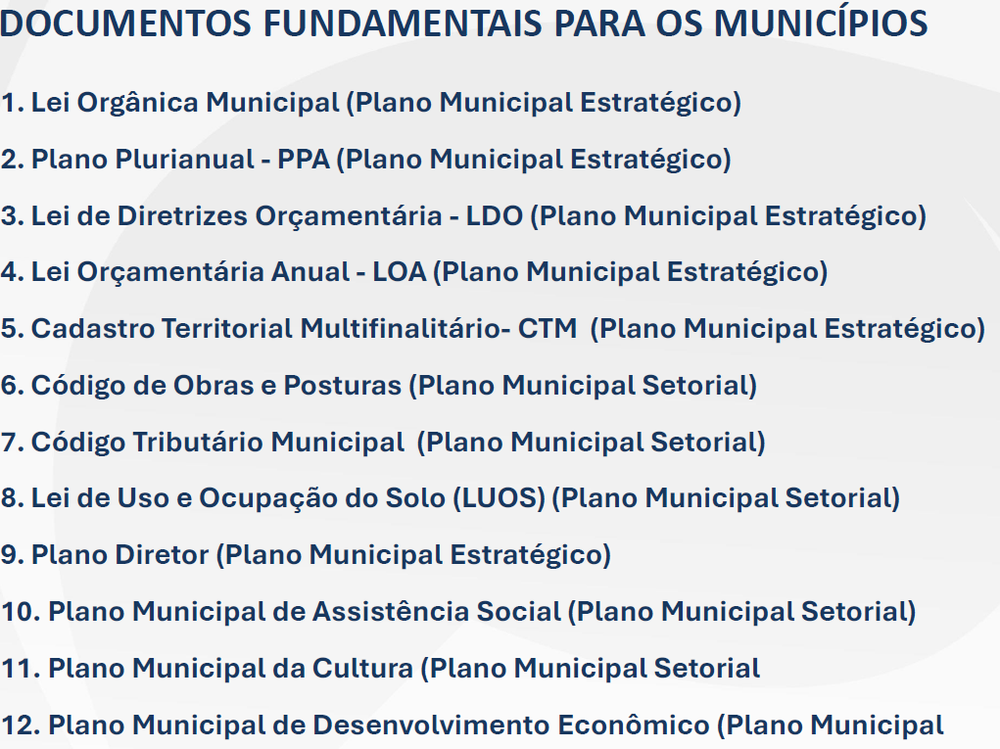 DOCUMENTOS FUNDAMENTAIS PARA OS MUNICÍPIOS
1. Lei Orgânica Municipal (Plano Municipal Estratégico)
2. Plano Plurianual - PPA (Plano Municipal Estratégico)
3. Lei de Diretrizes Orçamentária - LDO (Plano Municipal Estratégico)
4. Lei Orçamentária Anual - LOA (Plano Municipal Estratégico)
5. Cadastro Territorial Multifinalitário- CTM  (Plano Municipal Estratégico)
6. Código de Obras e Posturas (Plano Municipal Setorial)
7. Código Tributário Municipal  (Plano Municipal Setorial)
8. Lei de Uso e Ocupação do Solo (LUOS) (Plano Municipal Setorial)
9. Plano Diretor (Plano Municipal Estratégico)
10. Plano Municipal de Assistência Social (Plano Municipal Setorial)
11. Plano Municipal da Cultura (Plano Municipal Setorial
12. Plano Municipal de Desenvolvimento Econômico (Plano Municipal